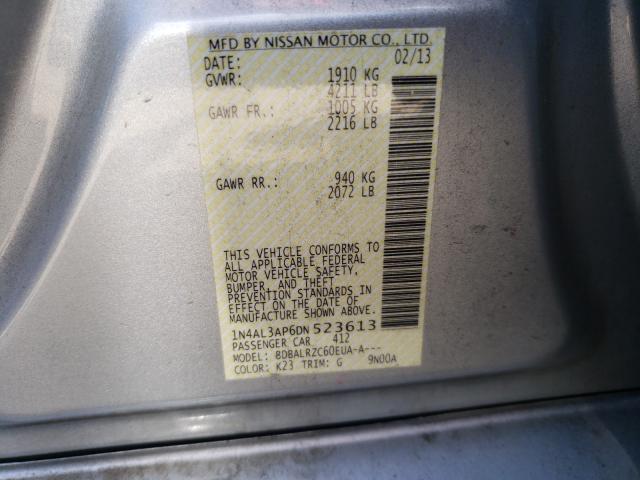 MFD BY NISSAN MOTOR CO., LTD.
DATE: 02/13
GVWR: 1910 KG
4211 LB
GAWR FR.: 1005 KG
2216 LB
GAWR RR.: 940 KG
2072 LB
THIS VEHICLE CONFORMS TO
ALL APPLICABLE FEDERAL
MOTOR VEHICLE SAFETY,
BUMPER, AND THEFT
PREVENTION STANDARDS IN
EFFECT ON THE DATE OF
MANUFACTURE SHOWN ABOVE.
1N4AL3AP6DN523613
PASSENGER CAR 412
MODEL: BDBALRZC60EUA-A---
COLOR: K23 TRIM: G 9N00A